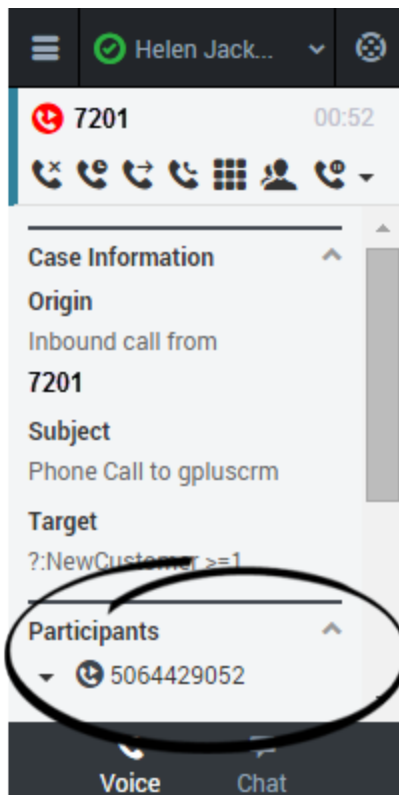 Helen Jack...
7201
00:52
Case Information
Origin
Inbound call from
7201
Subject
Phone Call to gpluscrm
Target
?:NewCustomer >=1
Participants
5064429052
Voice
Chat